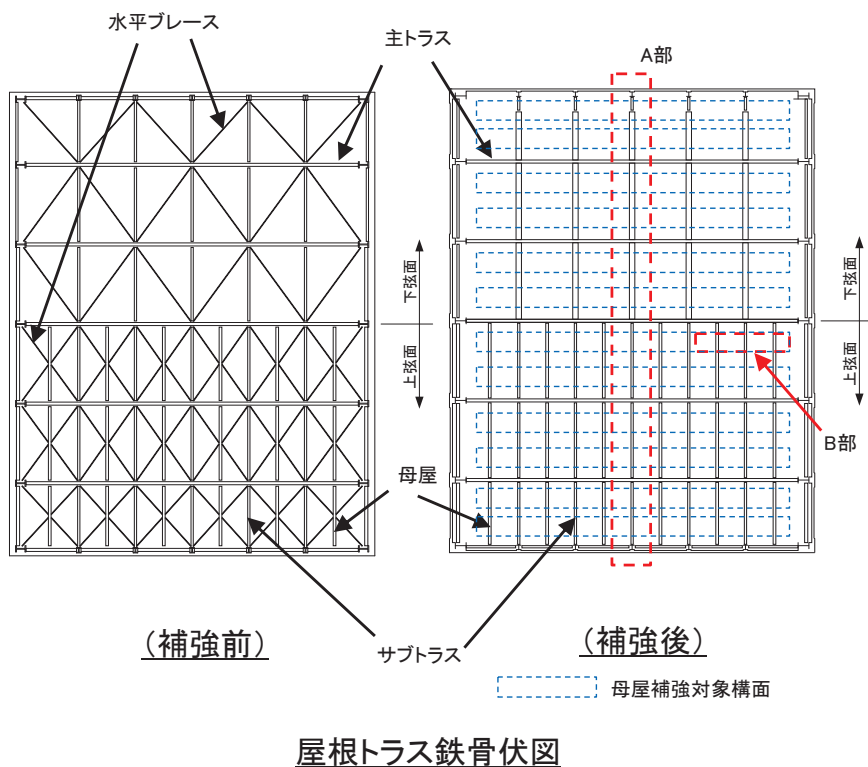 水平ブレース
主トラス
A部
下弦面
上弦面
下弦面
上弦面
B部
母屋
サブトラス
(補強前)
(補強後)
母屋補強対象構面
屋根トラス鉄骨伏図